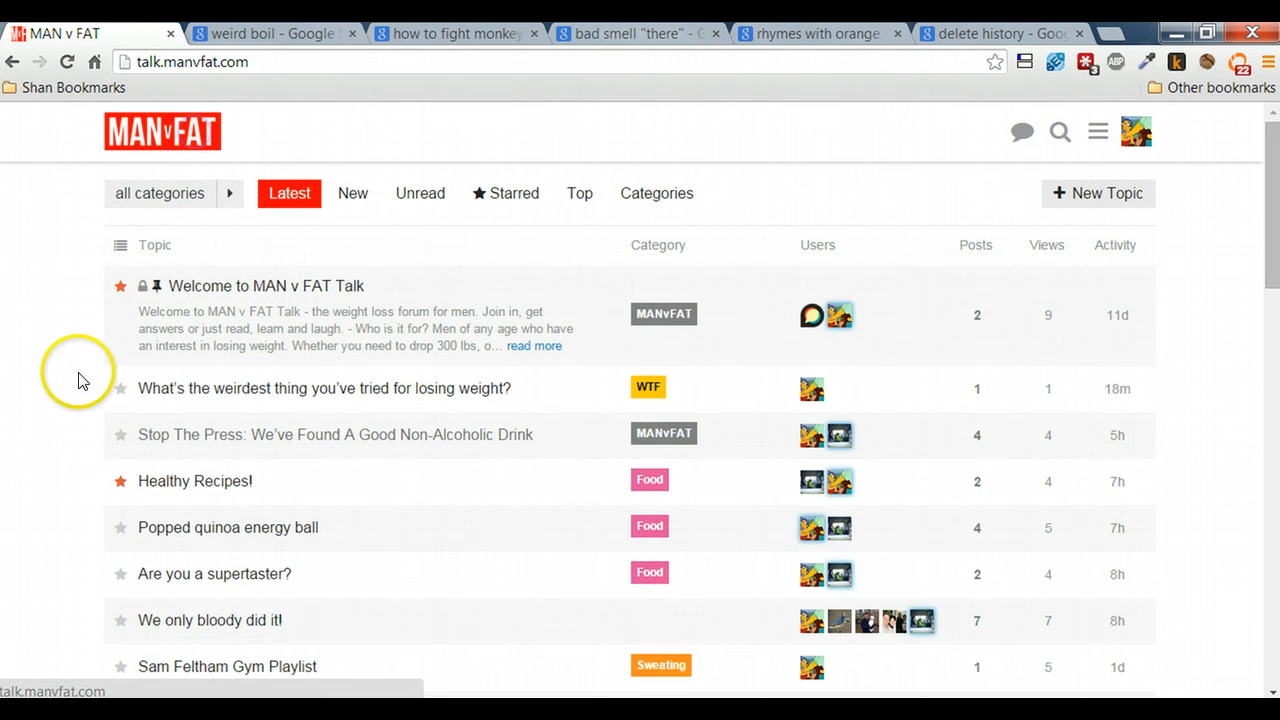 MAN v FAT
weird boil - Google S
how to fight monkey
bad smell "there" - G
rhymes with orange -
delete history - Goog
talk.manvfat.com
3
ABP
k
22
Shan Bookmarks
Other bookmarks
MAN v FAT
all categories
Latest
New
Unread
Starred
Top
Categories
+ New Topic
Topic
Category
Users
Posts
Views
Activity
Welcome to MAN v FAT Talk
Welcome to MAN v FAT Talk - the weight loss forum for men. Join in, get
answers or just read, learn and laugh. - Who is it for? Men of any age who have
an interest in losing weight. Whether you need to drop 300 lbs, o... read more
MANvFAT
2
9
11d
What's the weirdest thing you've tried for losing weight?
WTF
1
1
18m
Stop The Press: We've Found A Good Non-Alcoholic Drink
MANvFAT
4
4
5h
Healthy Recipes!
Food
2
4
7h
Popped quinoa energy ball
Food
4
5
7h
Are you a supertaster?
Food
2
4
8h
We only bloody did it!
7
7
8h
Sam Feltham Gym Playlist
Sweating
1
5
1d
talk.manvfat.com